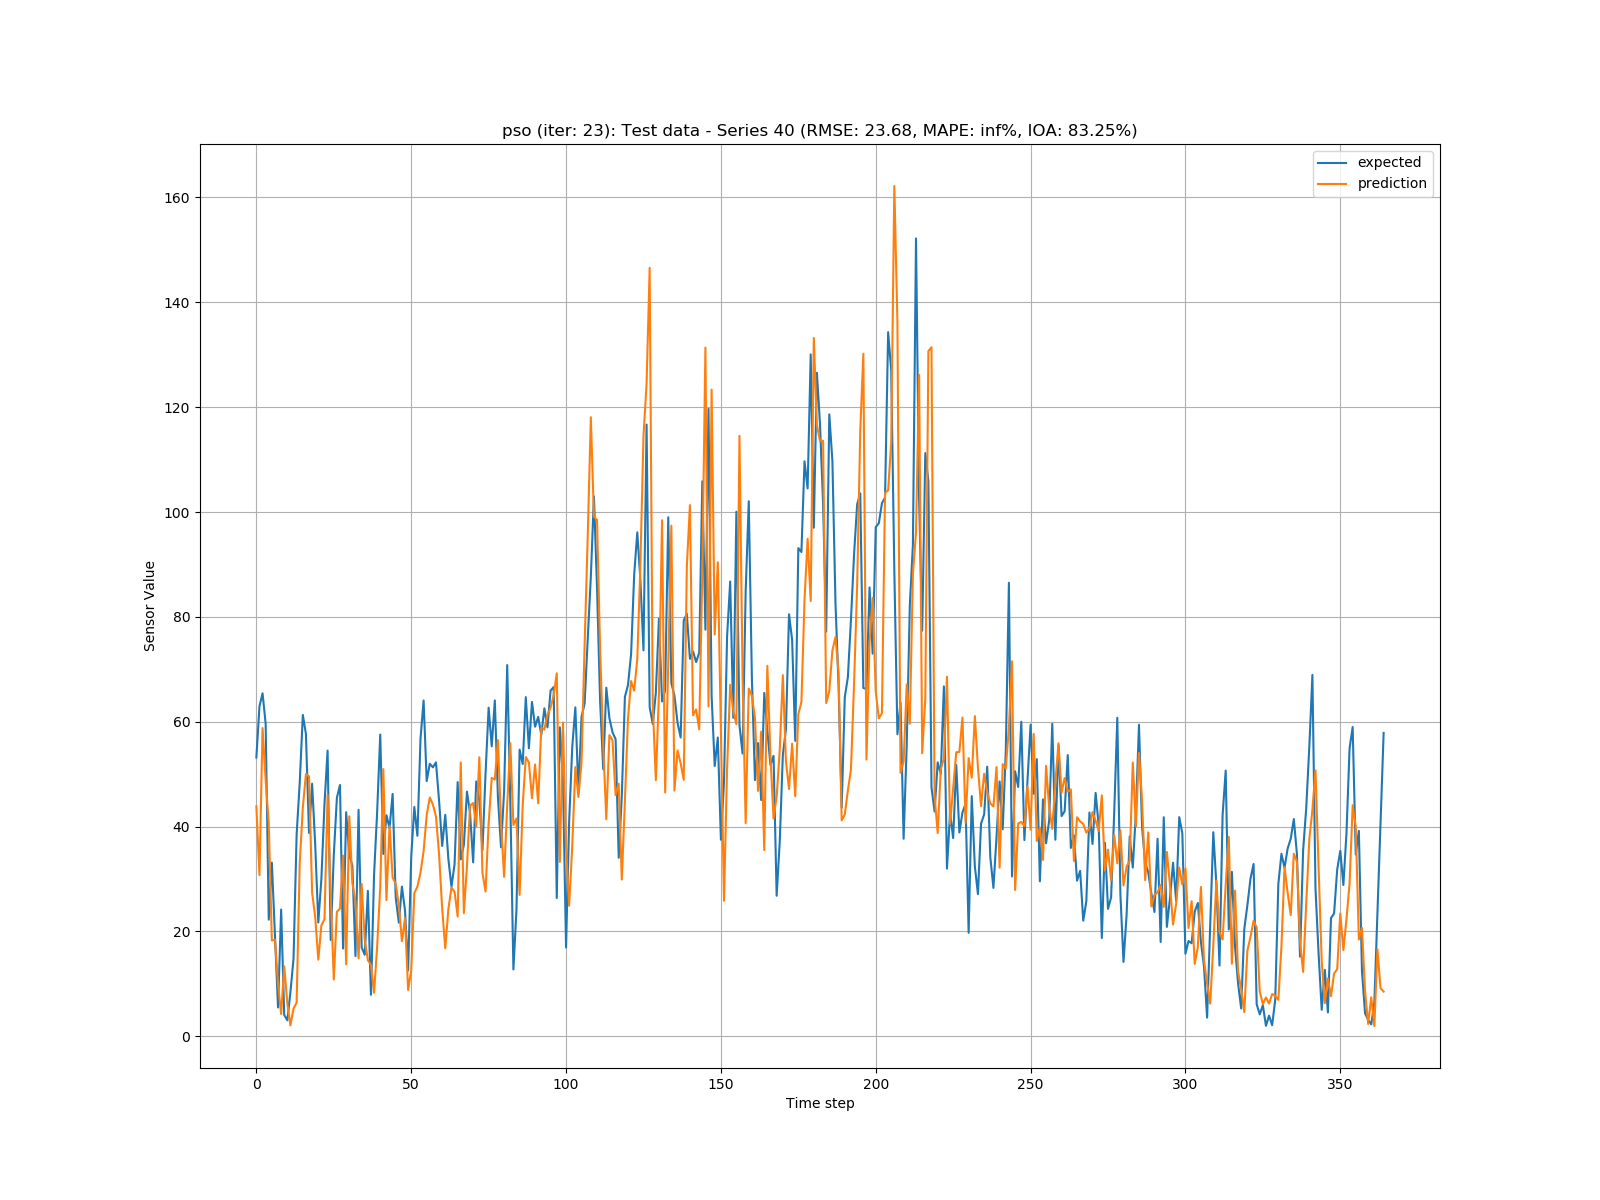 pso (iter: 23): Test data - Series 40 (RMSE: 23.68, MAPE: inf%, IOA: 83.25%)
expected
prediction
160
140
120
100
80
60
40
20
0
Sensor Value
0 50 100 150 200 250 300 350
Time step